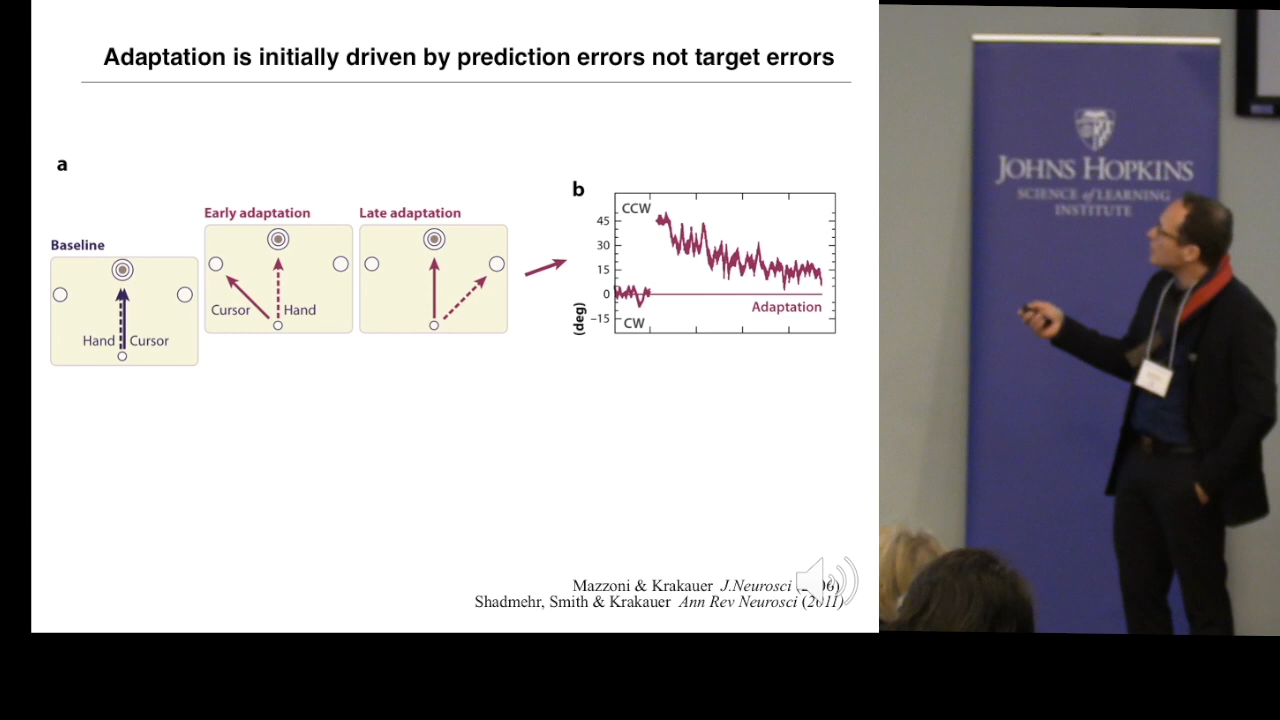 Adaptation is initially driven by prediction errors not target errors
a
Baseline
Hand
Cursor
Early adaptation
Cursor
Hand
Late adaptation
b
CCW
45
30
15
0
−15
(deg)
CW
Adaptation
Mazzoni & Krakauer J.Neurosci
Shadmehr, Smith & Krakauer Ann Rev Neurosci (2011)
JOHNS HOPKINS
SCIENCE of LEARNING
INSTITUTE